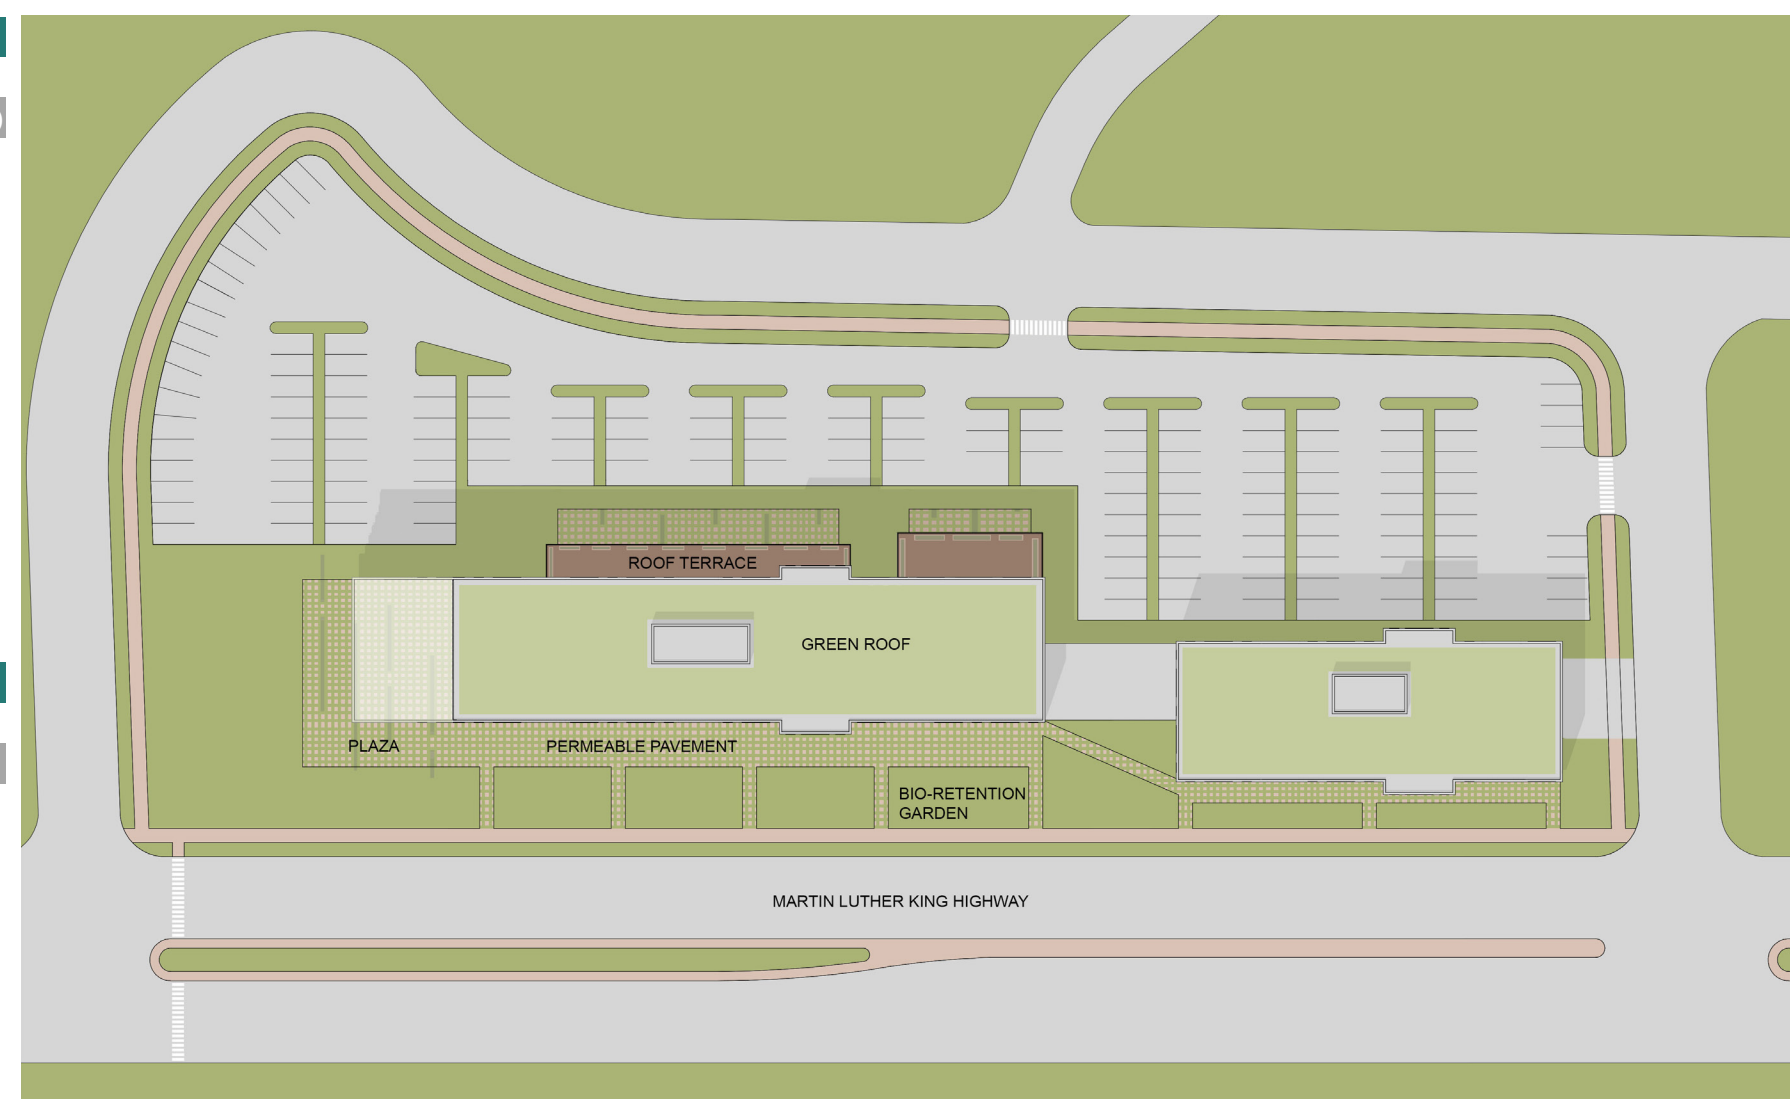 ROOF TERRACE
GREEN ROOF
PLAZA
PERMEABLE PAVEMENT
BIO-RETENTION
GARDEN
MARTIN LUTHER KING HIGHWAY